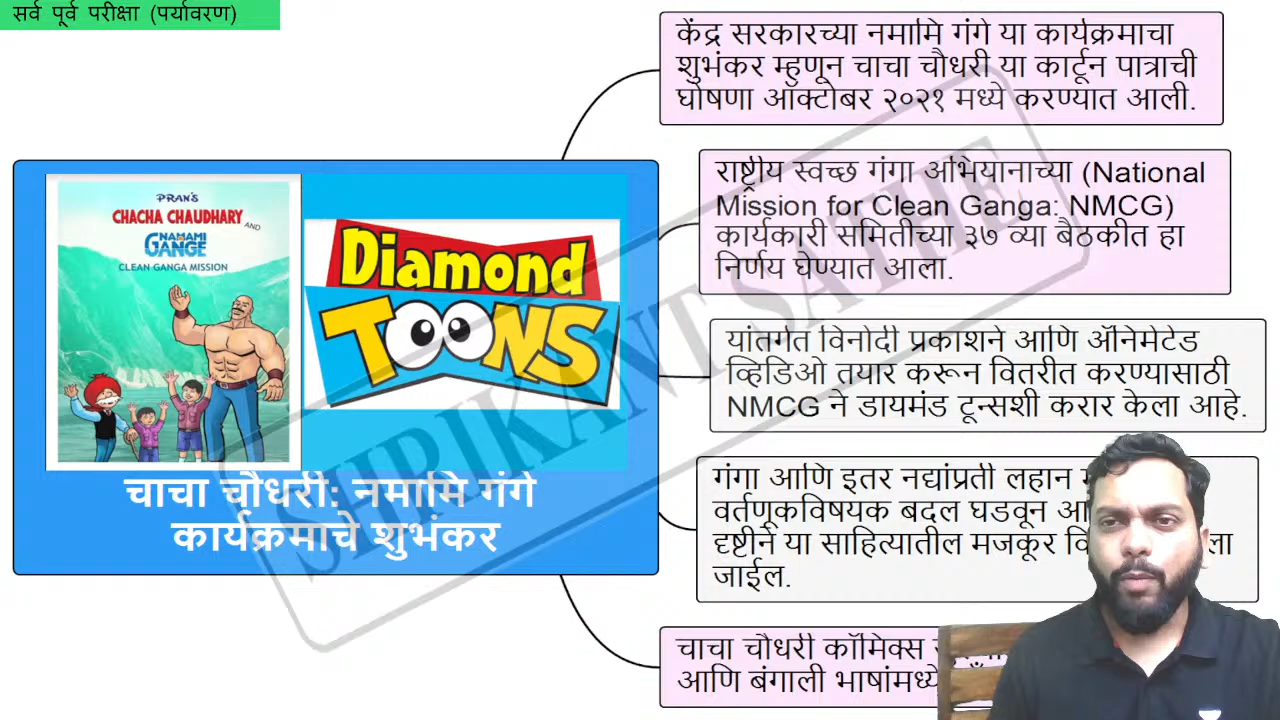 सर्व पूर्व परीक्षा (पर्यावरण)
केंद्र सरकारच्या नमामि गंगे या कार्यक्रमाचा
शुभंकर म्हणून चाचा चौधरी या कार्टून पात्राची
घोषणा ऑक्टोबर २०२१ मध्ये करण्यात आली.
राष्ट्रीय स्वच्छ गंगा अभियानाच्या (National
Mission for Clean Ganga: NMCG)
कार्यकारी समितीच्या ३७ व्या बैठकीत हा
निर्णय घेण्यात आला.
यांतर्गत विनोदी प्रकाशने आणि ॲनिमेटेड
व्हिडिओ तयार करून वितरीत करण्यासाठी
NMCG ने डायमंड टून्सशी करार केला आहे.
गंगा आणि इतर नद्यांप्रती लहान
वर्तणूकविषयक बदल घडवून
दृष्टीने या साहित्यातील मजकूर
जाईल.
चाचा चौधरी कॉमिक्स
आणि बंगाली भाषांमध्ये
PRAN'S
CHACHA CHAUDHARY
AND
NAMAMI
GANGE
CLEAN GANGA MISSION
Diamond
TOONS
चाचा चौधरी: नमामि गंगे
कार्यक्रमाचे शुभंकर
SHRIKANT SATHE